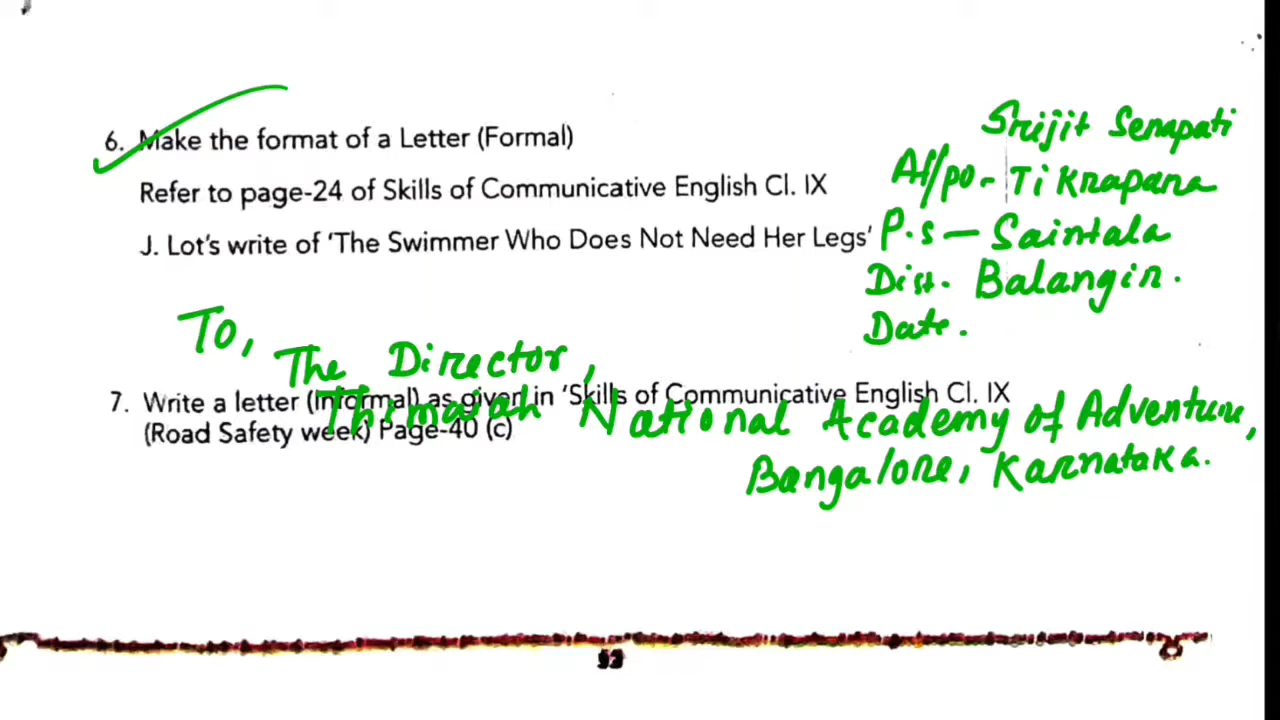 Srijit Senapati
6. Make the format of a Letter (Formal)
At/po- Tikrapara
Refer to page-24 of Skills of Communicative English Cl. IX
J. Lot's write of 'The Swimmer Who Does Not Need Her Legs'
P.s - Saintala
Dist. Balangir.
Date.
To,
The Director,
7. Write a letter (Informal) as given in 'Skills of Communicative English Cl. IX
Thimaiah National Academy of Adventure,
(Road Safety week) Page-40 (c)
Bangalore, Karnataka.